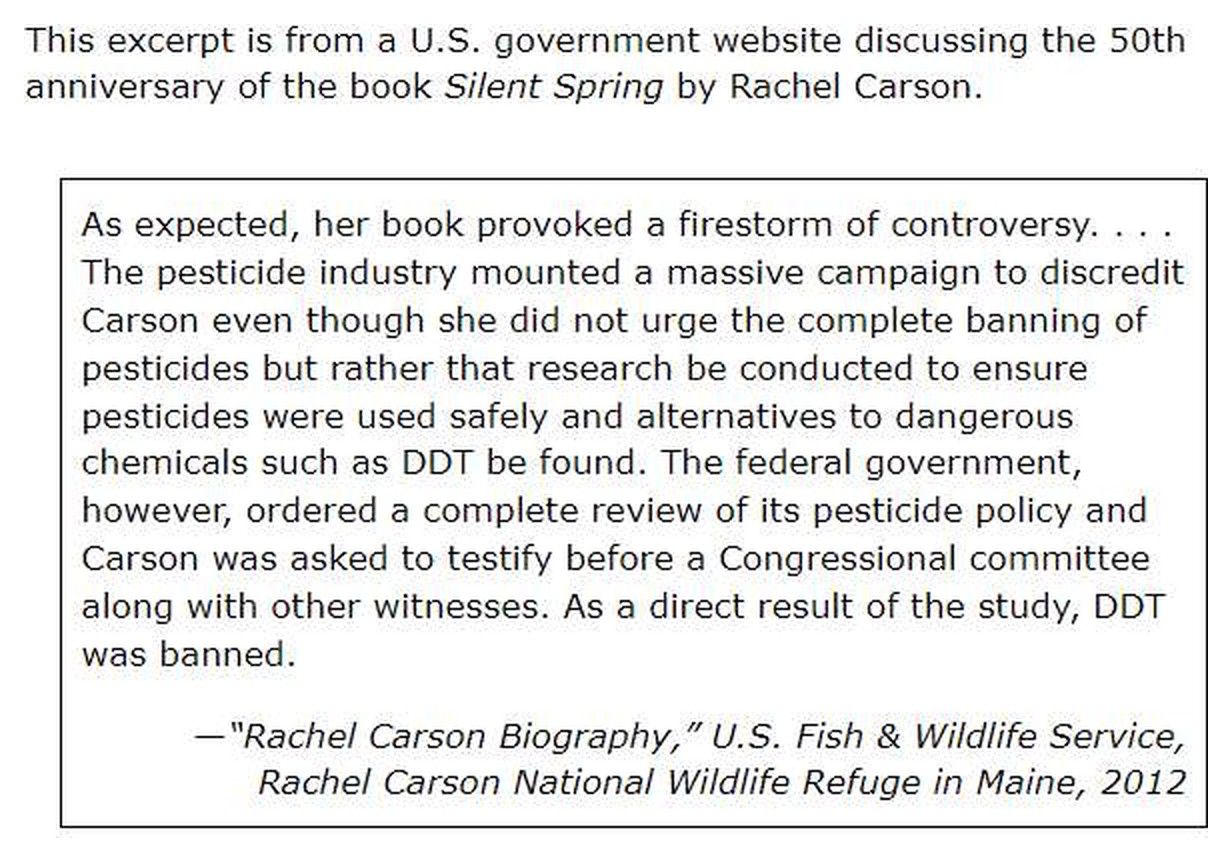 This excerpt is from a U.S. government website discussing the 50th
anniversary of the book Silent Spring by Rachel Carson.
As expected, her book provoked a firestorm of controversy. . . .
The pesticide industry mounted a massive campaign to discredit
Carson even though she did not urge the complete banning of
pesticides but rather that research be conducted to ensure
pesticides were used safely and alternatives to dangerous
chemicals such as DDT be found. The federal government,
however, ordered a complete review of its pesticide policy and
Carson was asked to testify before a Congressional committee
along with other witnesses. As a direct result of the study, DDT
was banned.
—“Rachel Carson Biography,” U.S. Fish & Wildlife Service,
Rachel Carson National Wildlife Refuge in Maine, 2012